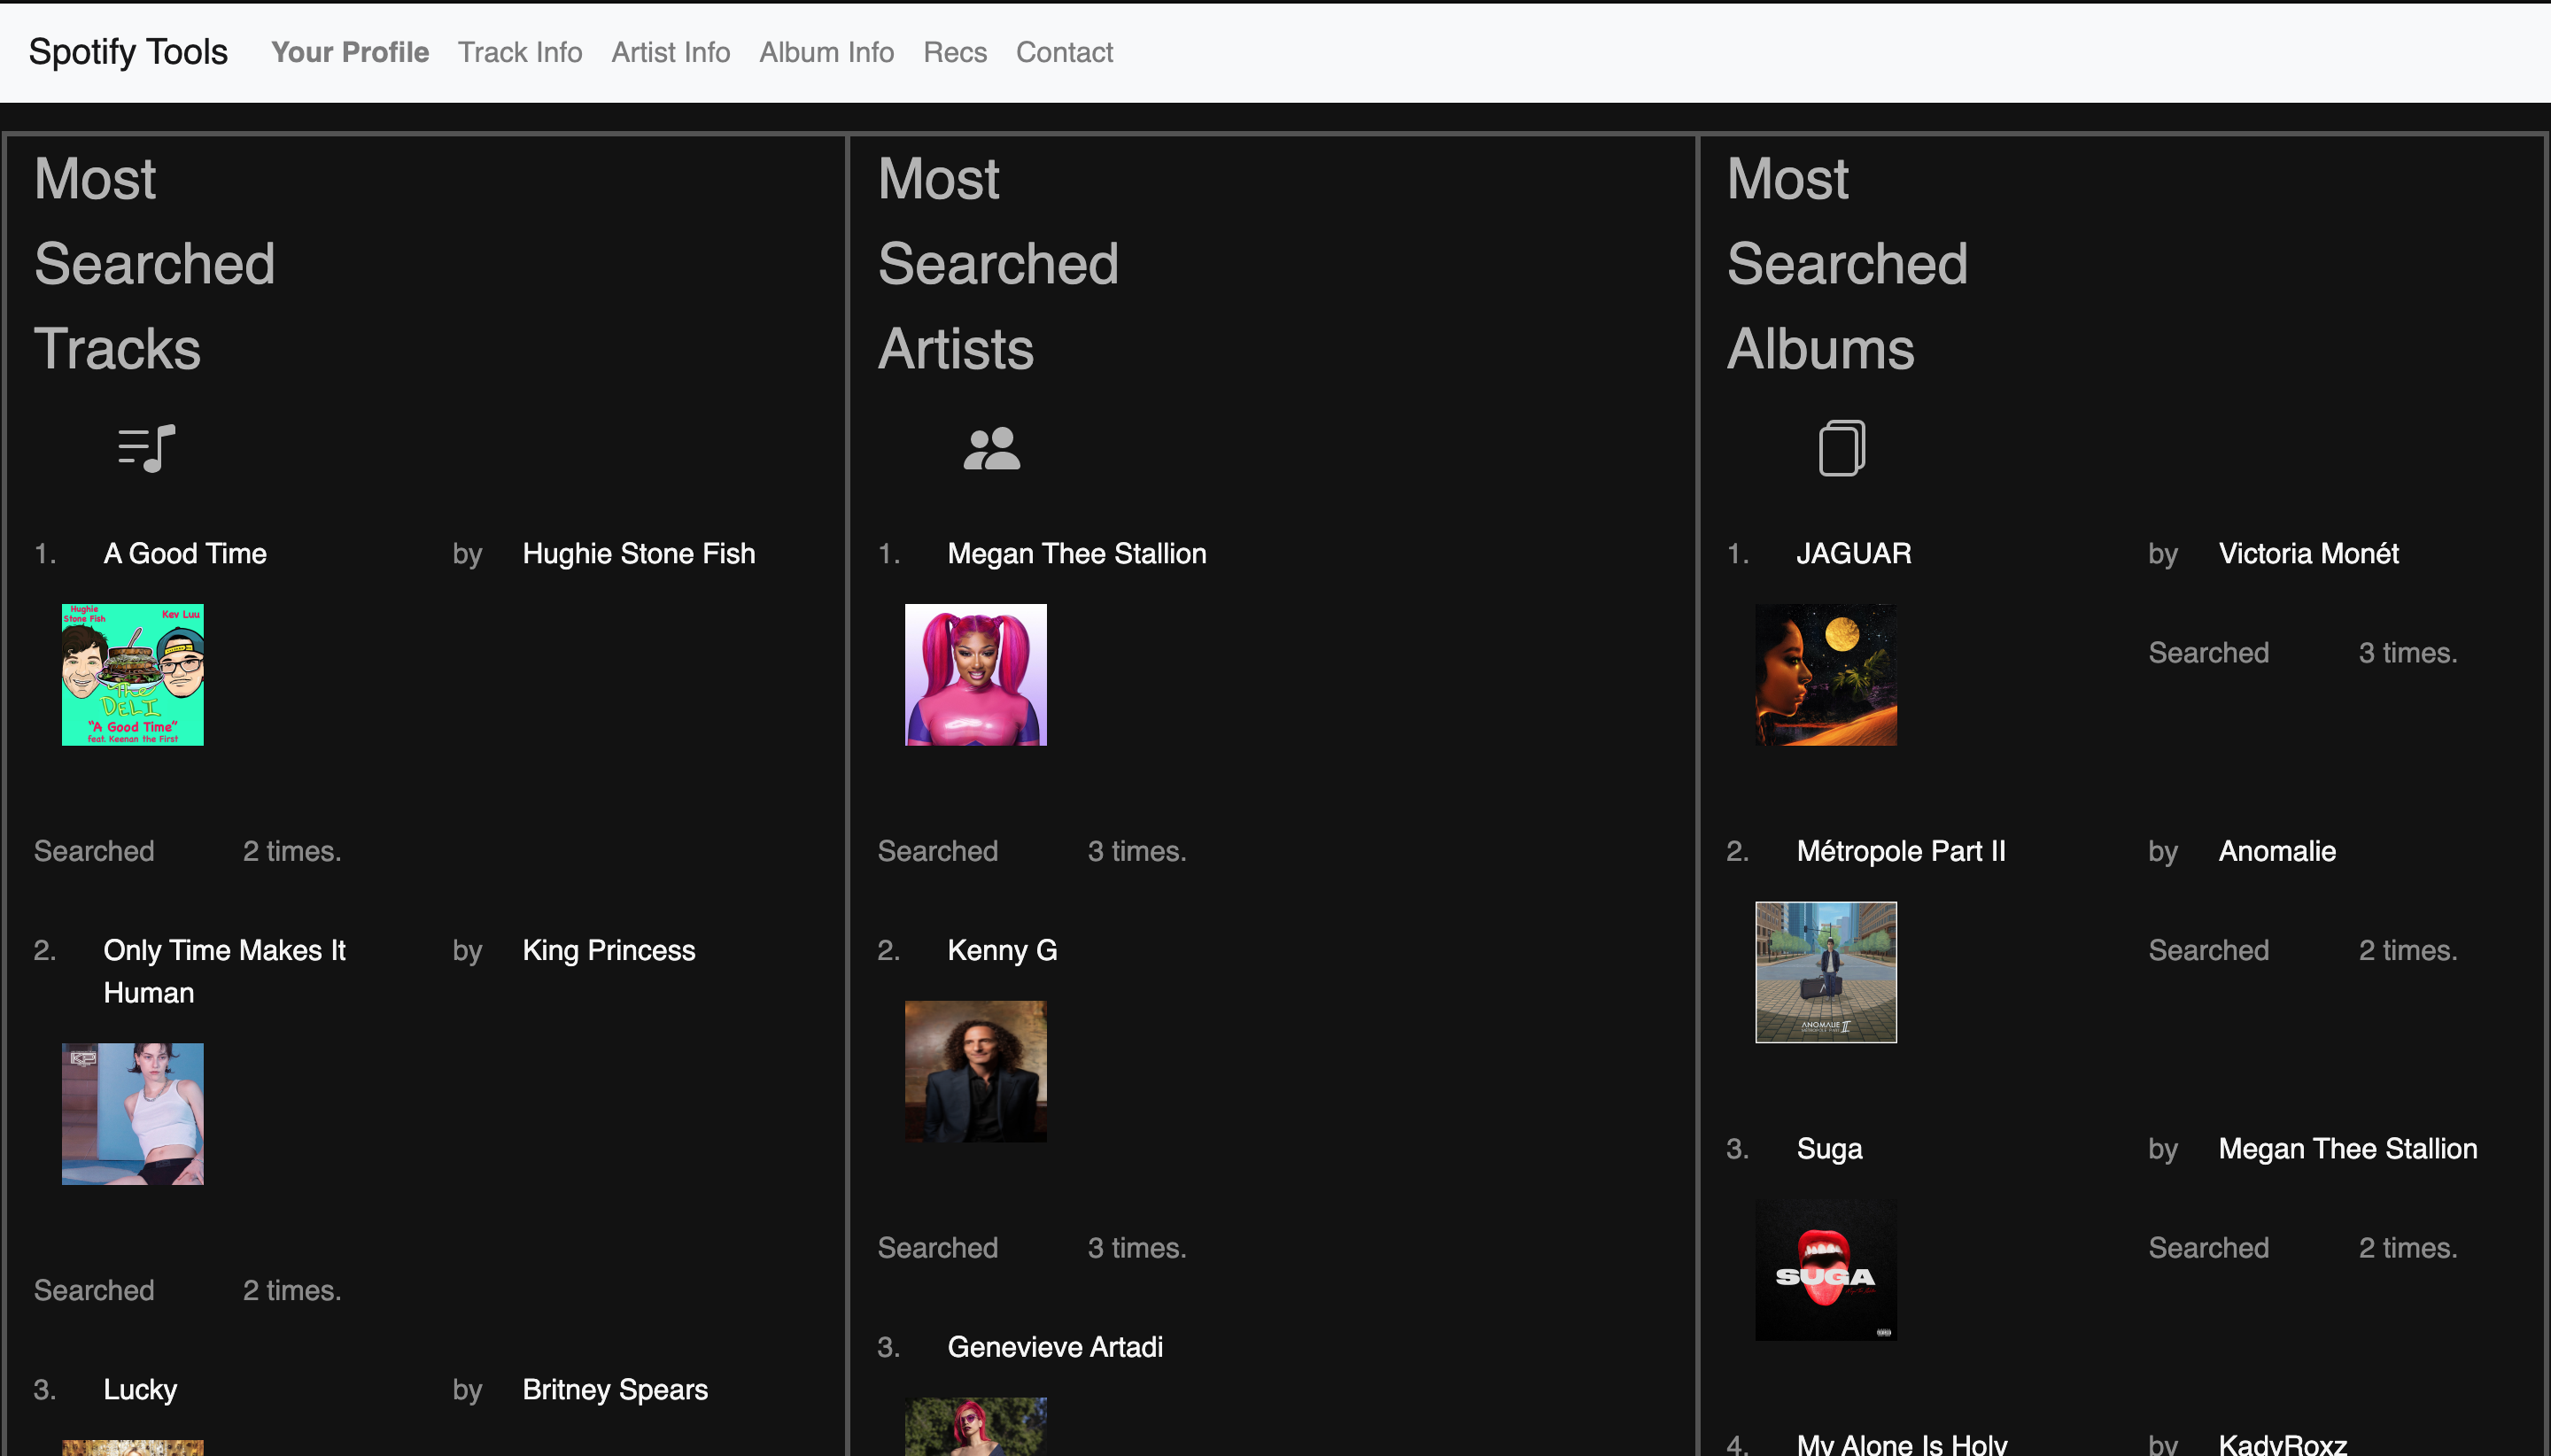 Spotify Tools Your Profile Track Info Artist Info Album Info Recs Contact
Most
Searched
Tracks
1. A Good Time by Hughie Stone Fish
Hughie
Stone Fish
Kev Luu
The
DELI
"A Good Time"
feat. Keenan the First
Searched 2 times.
2. Only Time Makes It
Human
by King Princess
Searched 2 times.
3. Lucky by Britney Spears
Most
Searched
Artists
1. Megan Thee Stallion
Searched 3 times.
2. Kenny G
Searched 3 times.
3. Genevieve Artadi
Most
Searched
Albums
1. JAGUAR by Victoria Monét
Searched 3 times.
2. Métropole Part II by Anomalie
ANOMALIE
METROPOLE PART II
Searched 2 times.
3. Suga by Megan Thee Stallion
SUGA
Searched 2 times.
4. My Alone Is Holy by KadyRoxz